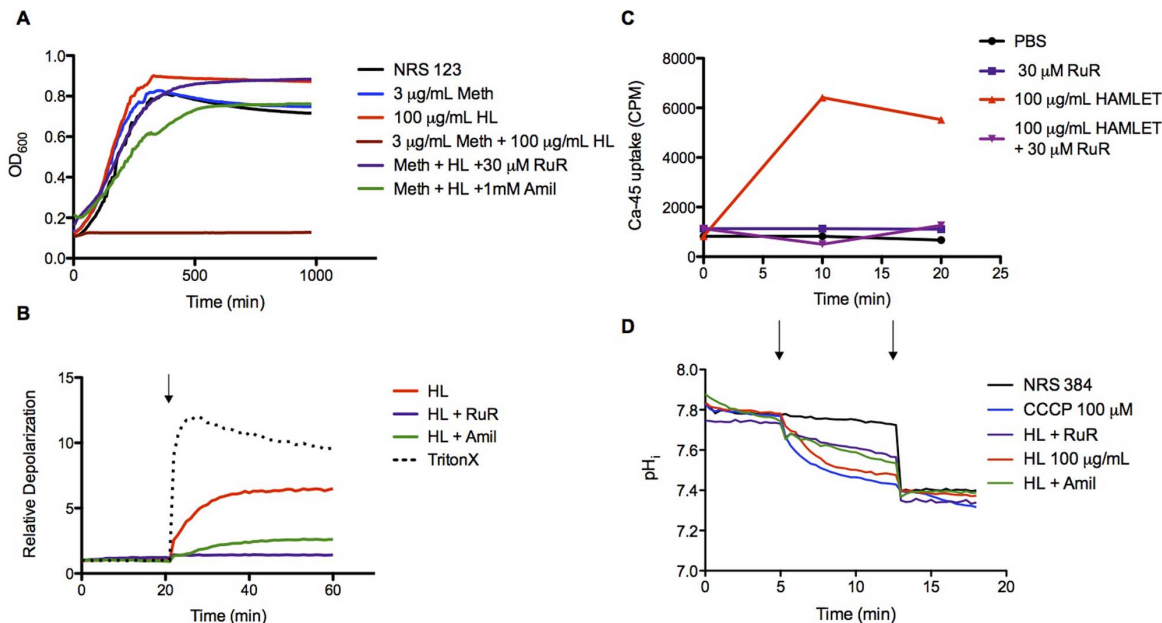 A
1.0
0.8
0.6
0.4
0.2
0.0
OD600
0
500
1000
Time (min)
NRS 123
3 µg/mL Meth
100 µg/mL HL
3 µg/mL Meth + 100 µg/mL HL
Meth + HL +30 µM RuR
Meth + HL +1mM Amil
B
15
10
5
0
Relative Depolarization
0
20
40
60
Time (min)
HL
HL + RuR
HL + Amil
TritonX
C
8000
6000
4000
2000
0
Ca-45 uptake (CPM)
0
5
10
15
20
25
Time (min)
PBS
30 µM RuR
100 µg/mL HAMLET
100 µg/mL HAMLET
+ 30 µM RuR
D
8.0
7.8
7.6
7.4
7.2
7.0
pHi
0
5
10
15
20
Time (min)
NRS 384
CCCP 100 µM
HL + RuR
HL 100 µg/mL
HL + Amil